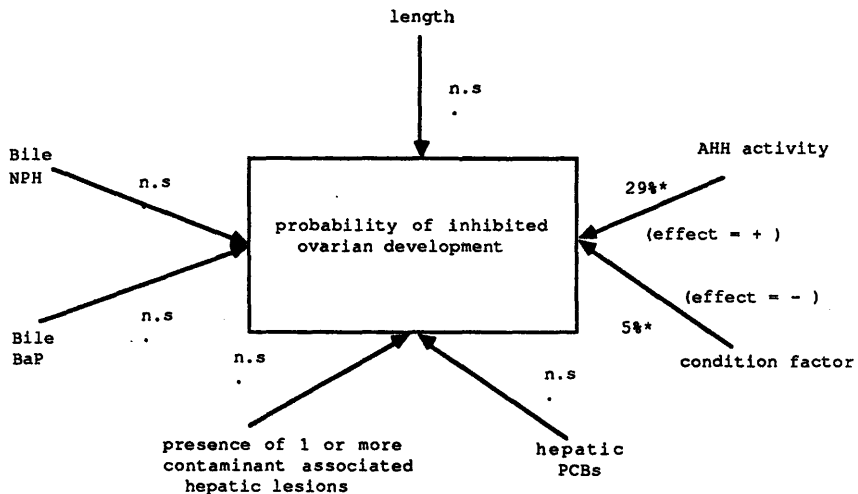 length
n.s
.
Bile
NPH
n.s
.
AHH activity
29%*
(effect = + )
probability of inhibited
ovarian development
(effect = - )
5%*
condition factor
Bile
BaP
n.s
.
n.s
.
n.s
.
presence of 1 or more
contaminant associated
hepatic lesions
hepatic
PCBs